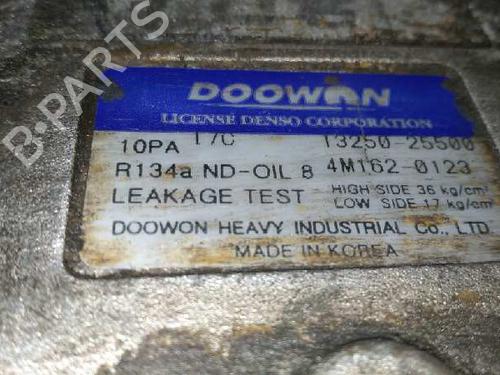 B-PARTS
DOOWON
LICENSE DENSO CORPORATION
10PA 17C 13250-25500
R134a ND-OIL 8 4M162-0123
LEAKAGE TEST HIGH SIDE 36 kg/cm²
LOW SIDE 17 kg/cm²
DOOWON HEAVY INDUSTRIAL CO., LTD
MADE IN KOREA